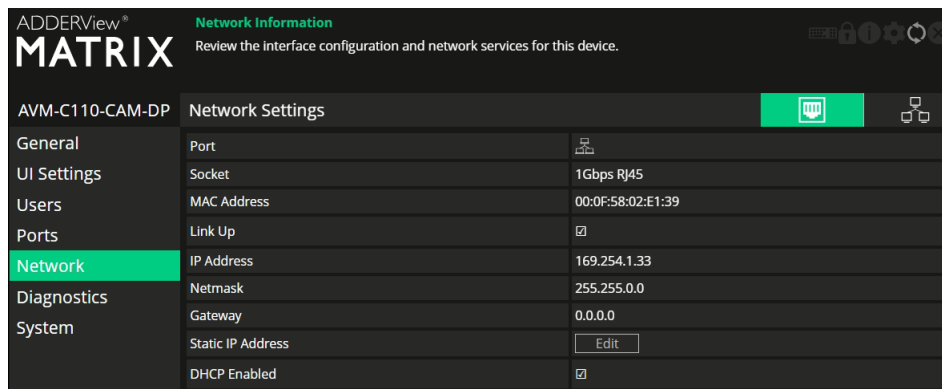 ADDERView®
MATRIX
Network Information
Review the interface configuration and network services for this device.
AVM-C110-CAM-DP
Network Settings
General
UI Settings
Users
Ports
Network
Diagnostics
System
Port
Socket 1Gbps RJ45
MAC Address 00:0F:58:02:E1:39
Link Up
IP Address 169.254.1.33
Netmask 255.255.0.0
Gateway 0.0.0.0
Static IP Address Edit
DHCP Enabled